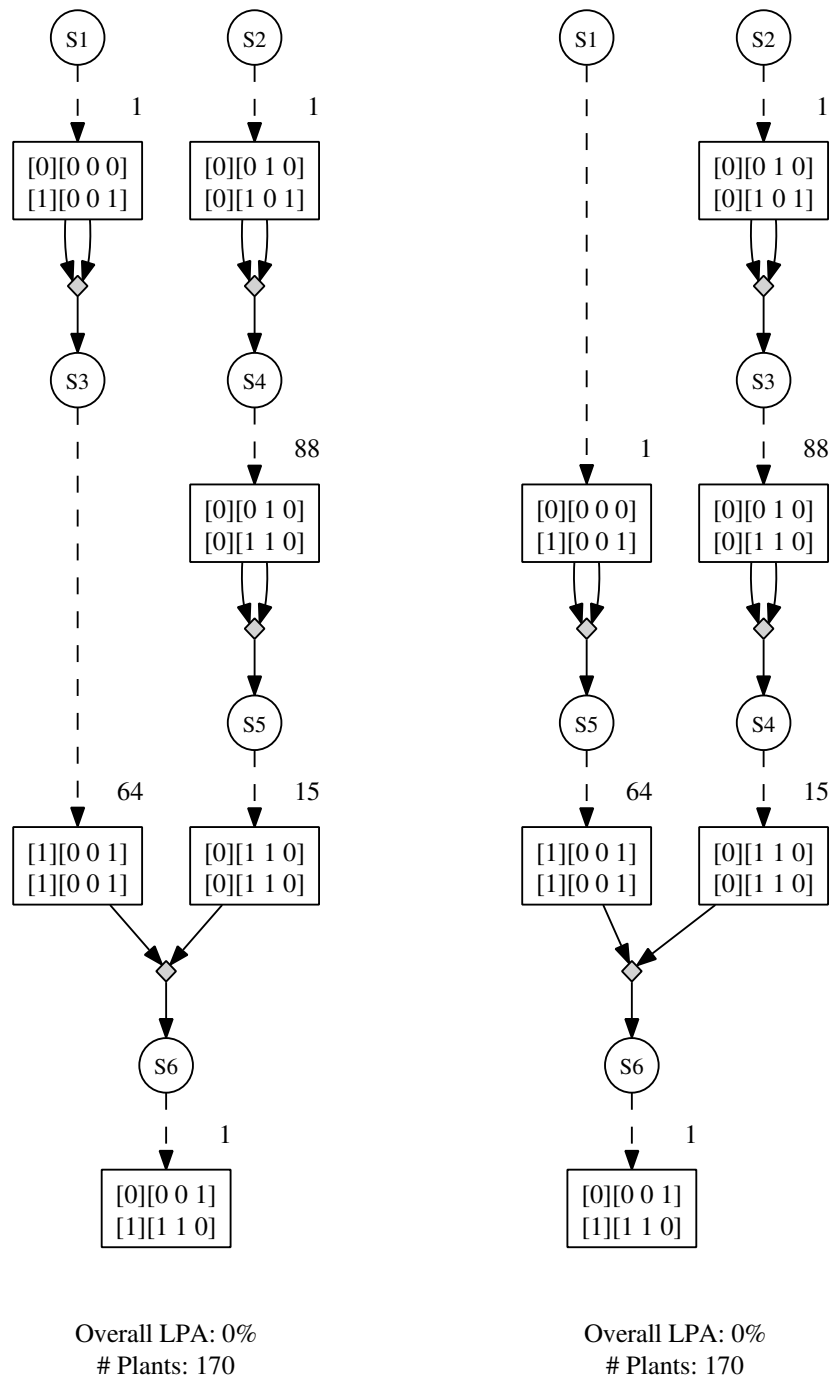 S1
S2
1
1
[0][0 0 0]
[1][0 0 1]
[0][0 1 0]
[0][1 0 1]
S3
S4
88
[0][0 1 0]
[0][1 1 0]
S5
64
15
[1][0 0 1]
[1][0 0 1]
[0][1 1 0]
[0][1 1 0]
S6
1
[0][0 0 1]
[1][1 1 0]
Overall LPA: 0%
# Plants: 170
S1
S2
1
[0][0 1 0]
[0][1 0 1]
S3
1
88
[0][0 0 0]
[1][0 0 1]
[0][0 1 0]
[0][1 1 0]
S5
S4
64
15
[1][0 0 1]
[1][0 0 1]
[0][1 1 0]
[0][1 1 0]
S6
1
[0][0 0 1]
[1][1 1 0]
Overall LPA: 0%
# Plants: 170